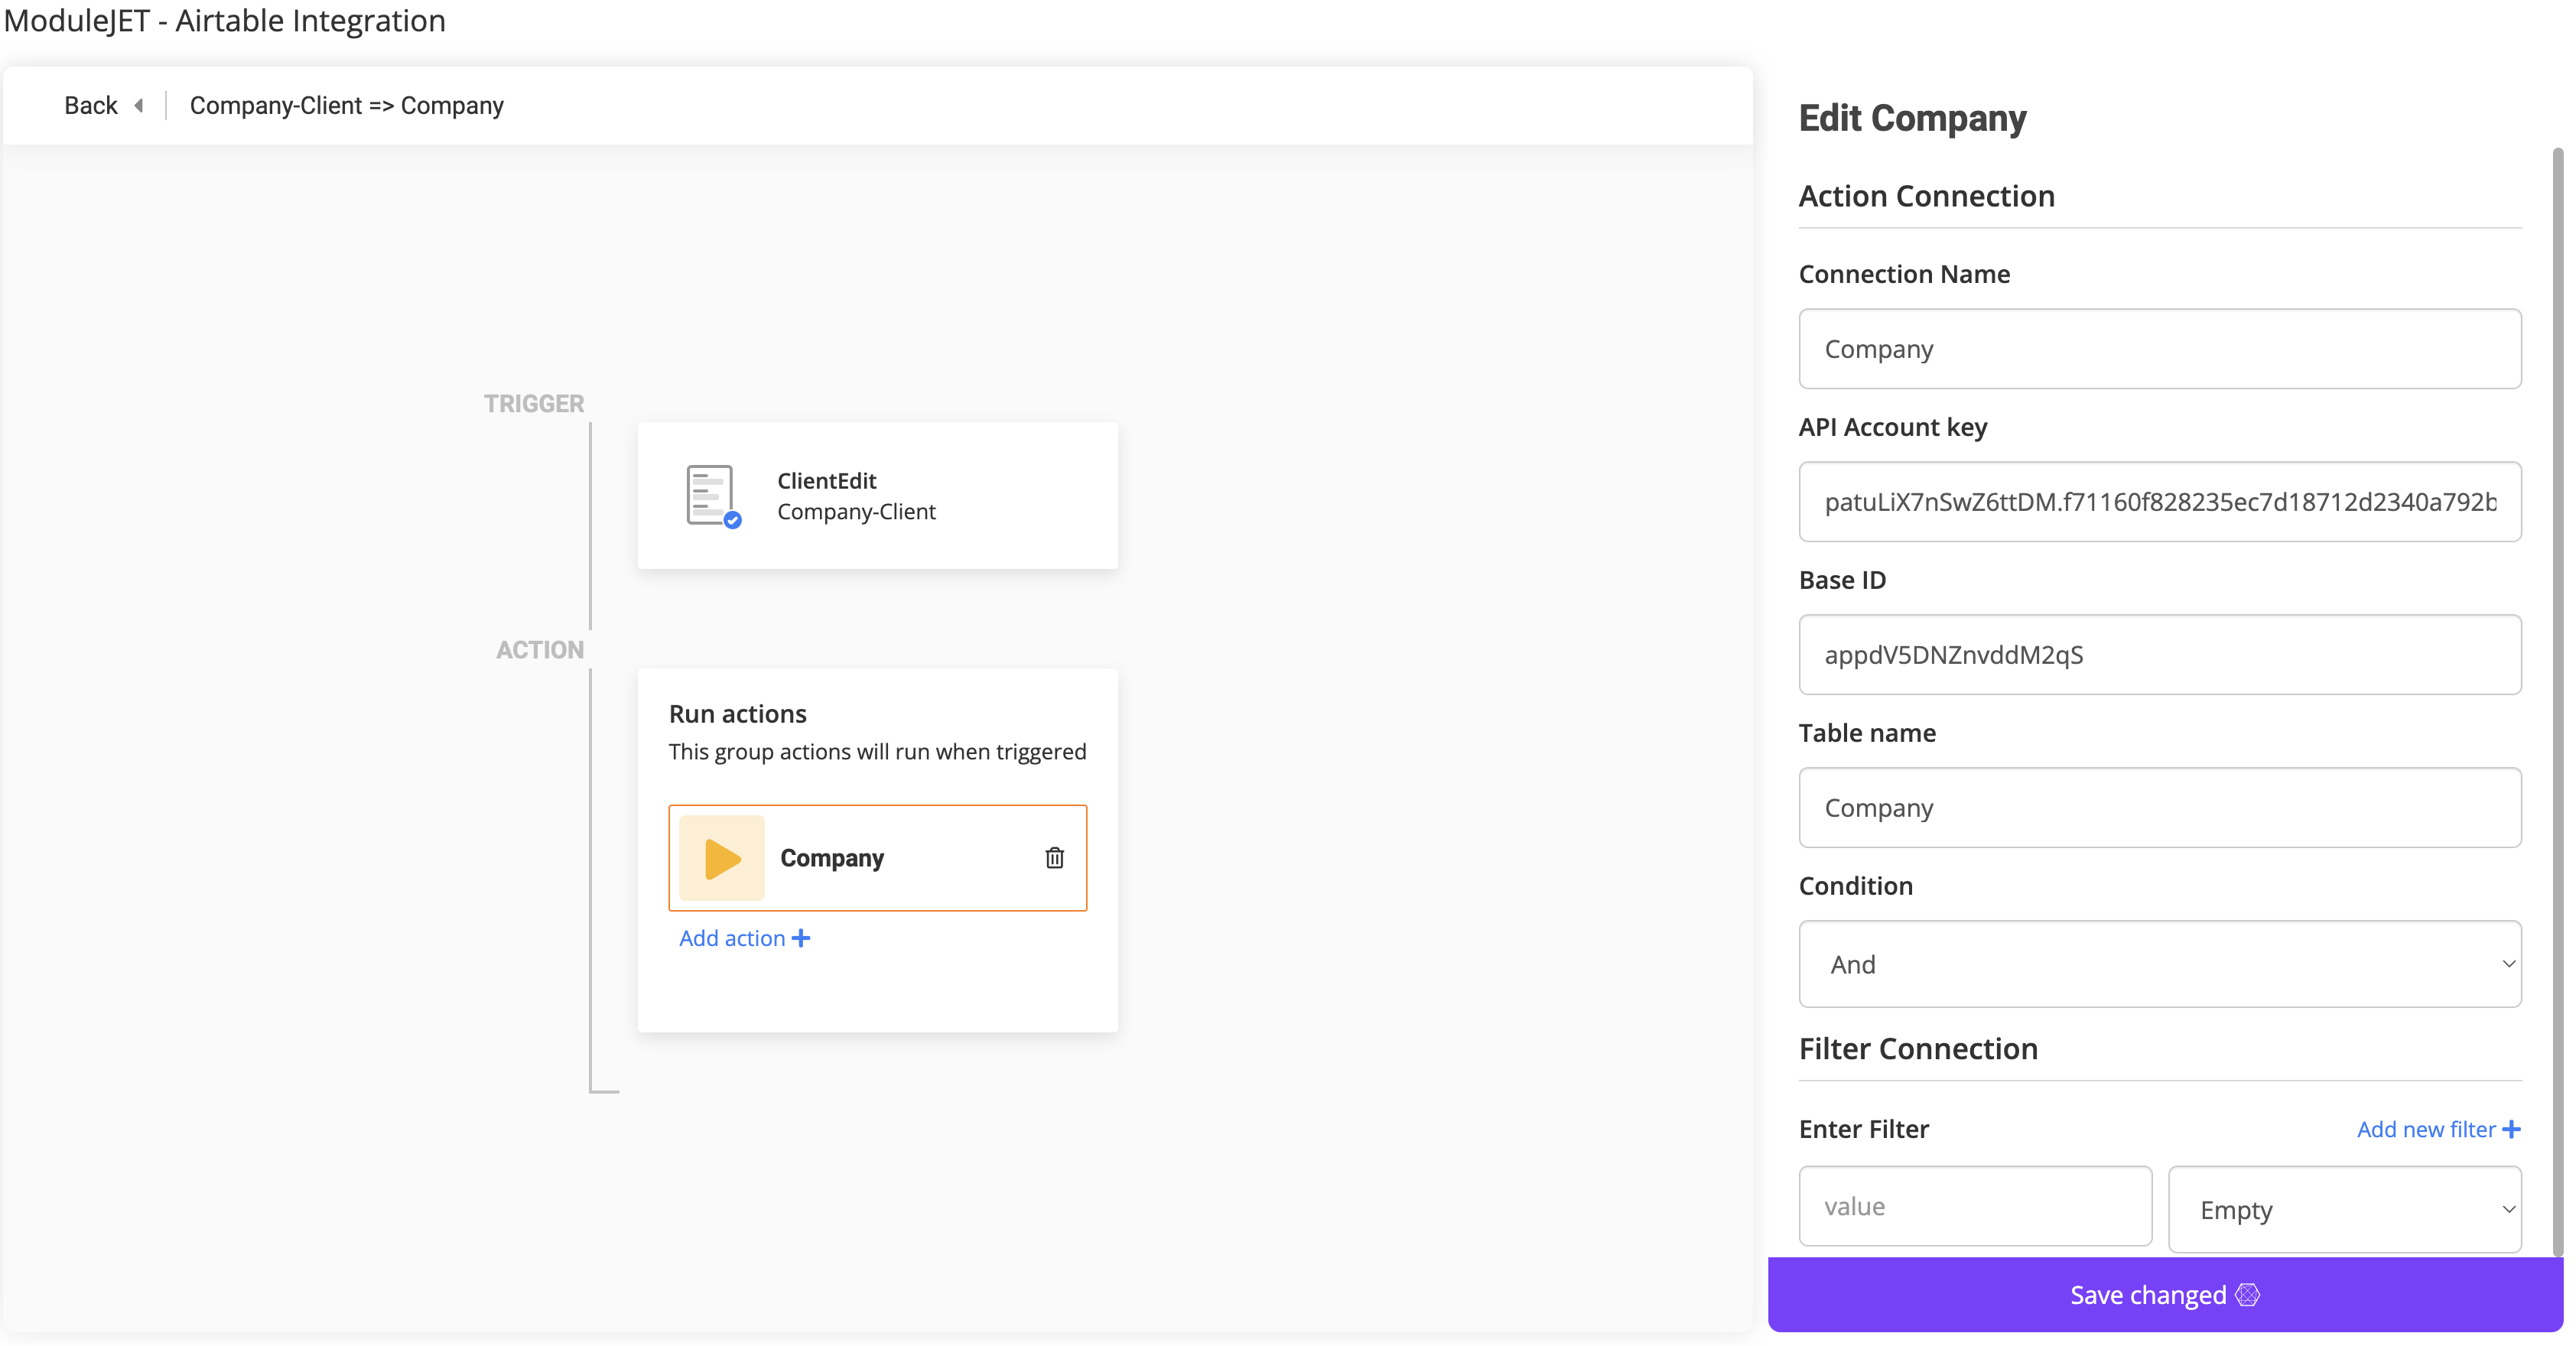 ModuleJET - Airtable Integration
Back
Company-Client => Company
TRIGGER
ClientEdit
Company-Client
ACTION
Run actions
This group actions will run when triggered
Company
Add action
Edit Company
Action Connection
Connection Name
Company
API Account key
patuLiX7nSwZ6ttDM.f71160f828235ec7d18712d2340a792b
Base ID
appdV5DNZnvddM2qS
Table name
Company
Condition
And
Filter Connection
Enter Filter
Add new filter
value
Empty
Save changed